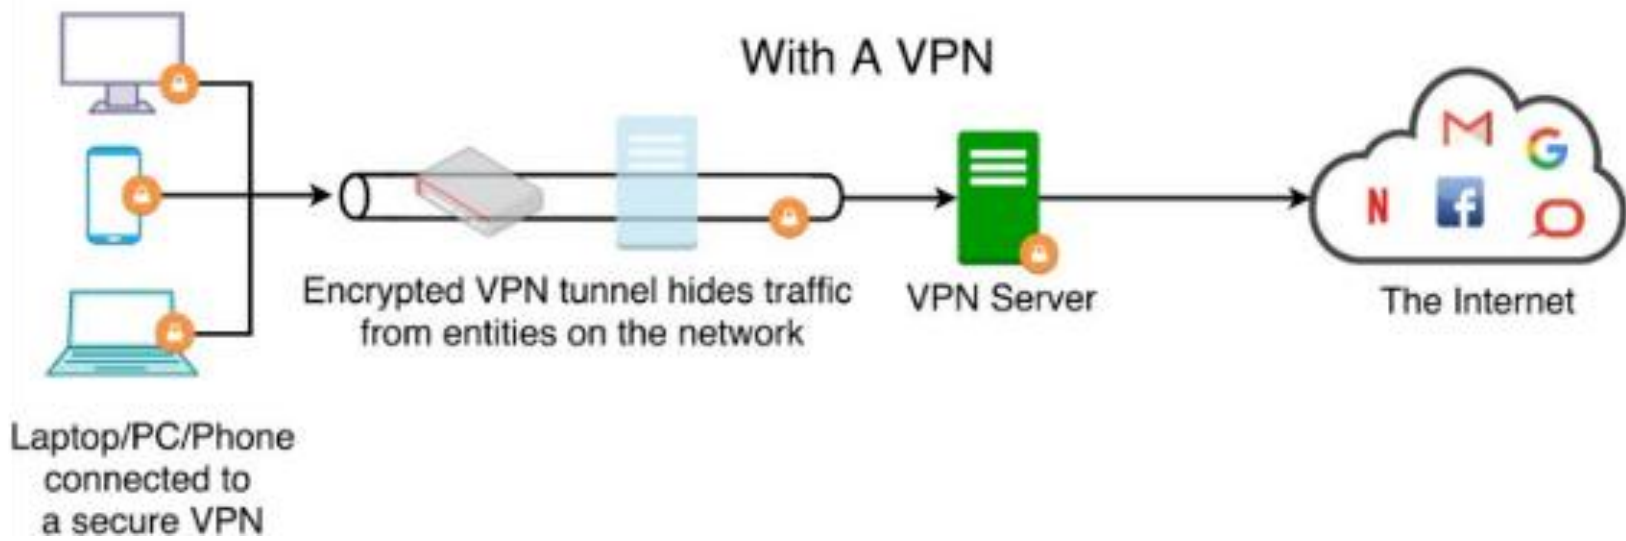 With A VPN
Encrypted VPN tunnel hides traffic
from entities on the network
VPN Server
The Internet
Laptop/PC/Phone
connected to
a secure VPN